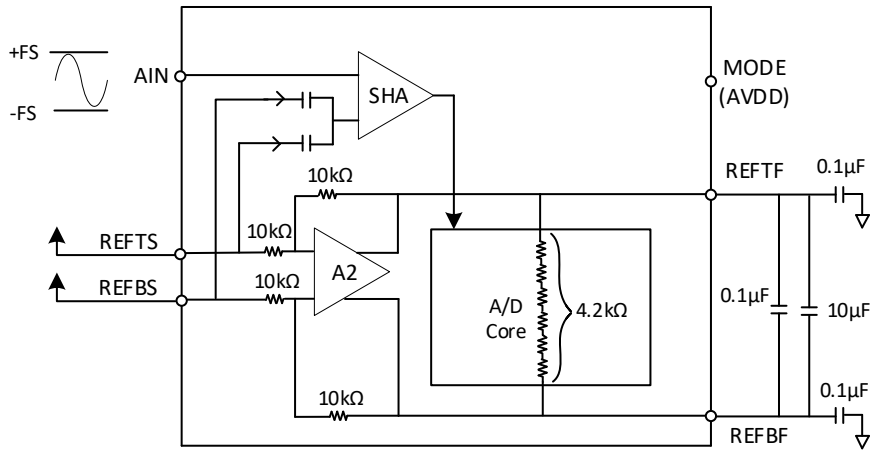 +FS
-FS
AIN
SHA
MODE
(AVDD)
REFTF
0.1µF
10kΩ
10kΩ
REFTS
REFBS
10kΩ
A2
A/D
Core
4.2kΩ
0.1µF
10µF
10kΩ
0.1µF
REFBF